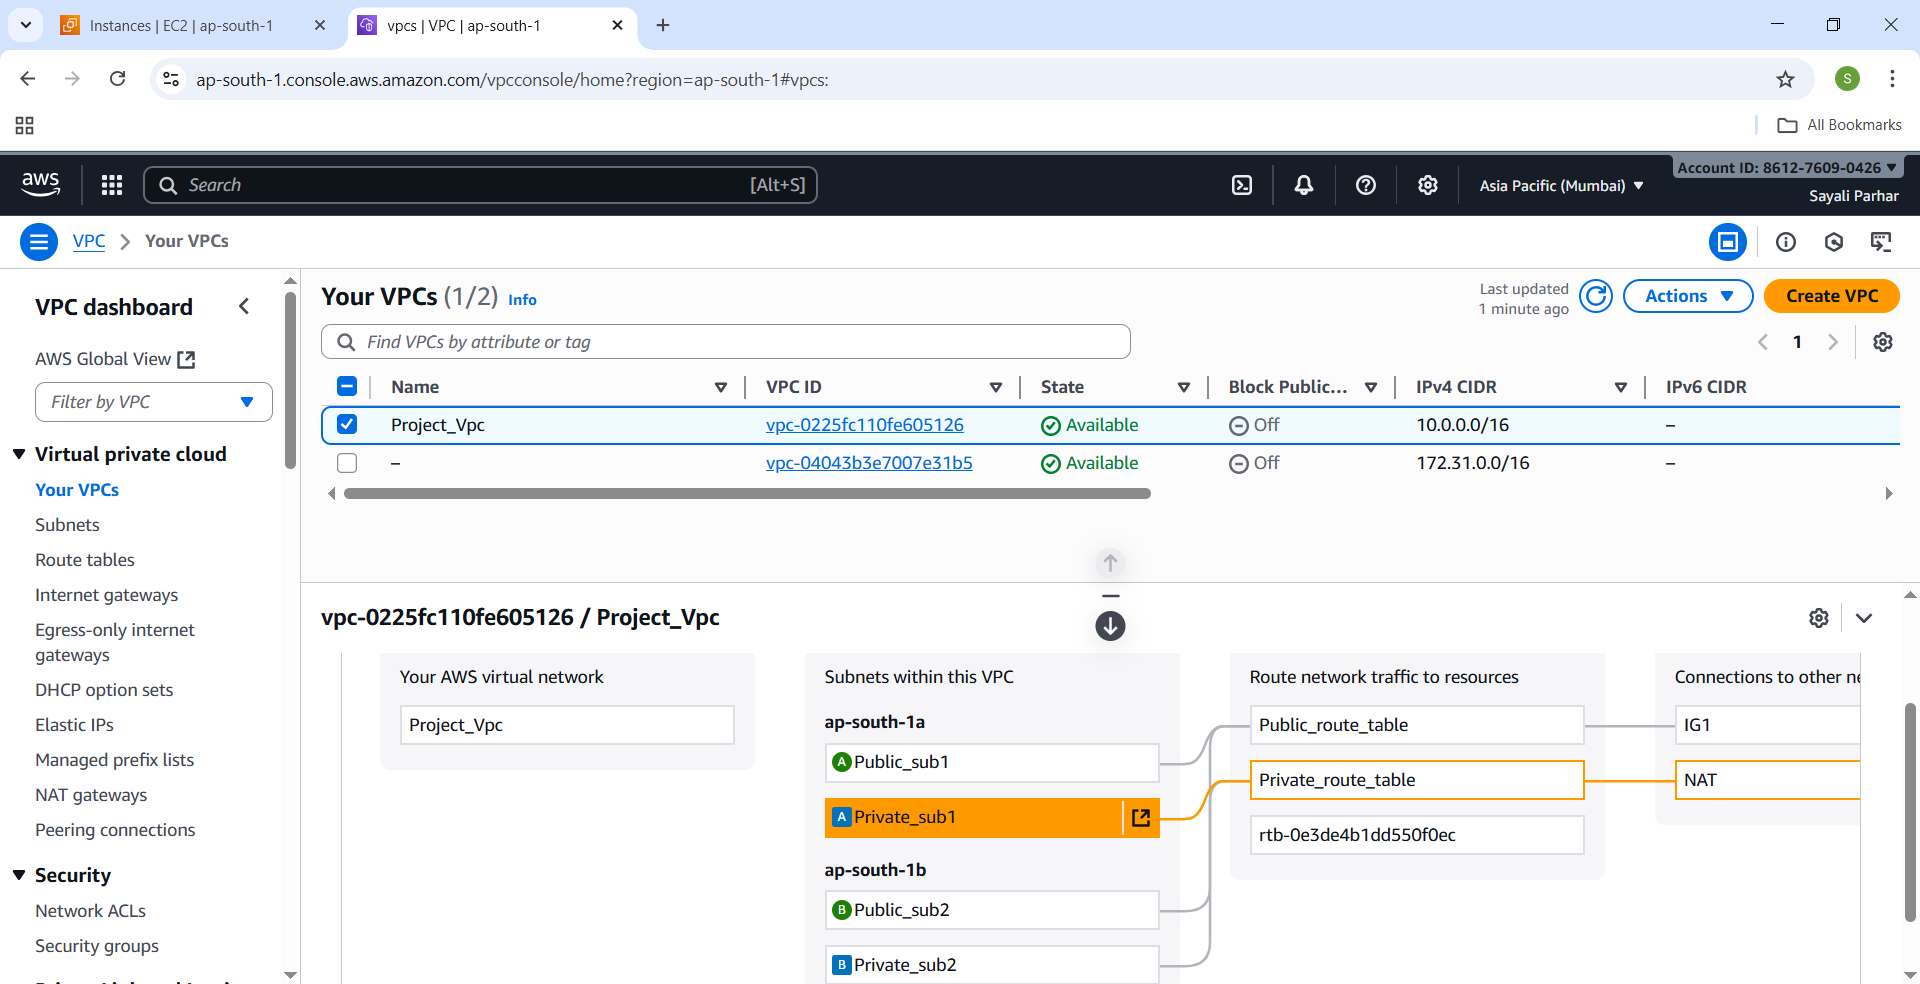 Instances | EC2 | ap-south-1
vpcs | VPC | ap-south-1
ap-south-1.console.aws.amazon.com/vpcconsole/home?region=ap-south-1#vpcs:
S
All Bookmarks
aws
Search
[Alt+S]
Asia Pacific (Mumbai)
Account ID: 8612-7609-0426
Sayali Parhar
VPC
Your VPCs
VPC dashboard
AWS Global View
Filter by VPC
Virtual private cloud
Your VPCs
Subnets
Route tables
Internet gateways
Egress-only internet
gateways
DHCP option sets
Elastic IPs
Managed prefix lists
NAT gateways
Peering connections
Security
Network ACLs
Security groups
Your VPCs (1/2) Info
Last updated
1 minute ago
Actions
Create VPC
Find VPCs by attribute or tag
1
Name VPC ID State Block Public... IPv4 CIDR IPv6 CIDR
Project_Vpc vpc-0225fc110fe605126 Available Off 10.0.0.0/16 –
– vpc-04043b3e7007e31b5 Available Off 172.31.0.0/16 –
vpc-0225fc110fe605126 / Project_Vpc
Your AWS virtual network
Project_Vpc
Subnets within this VPC
ap-south-1a
A Public_sub1
A Private_sub1
ap-south-1b
B Public_sub2
B Private_sub2
Route network traffic to resources
Public_route_table
Private_route_table
rtb-0e3de4b1dd550f0ec
Connections to other ne
IG1
NAT